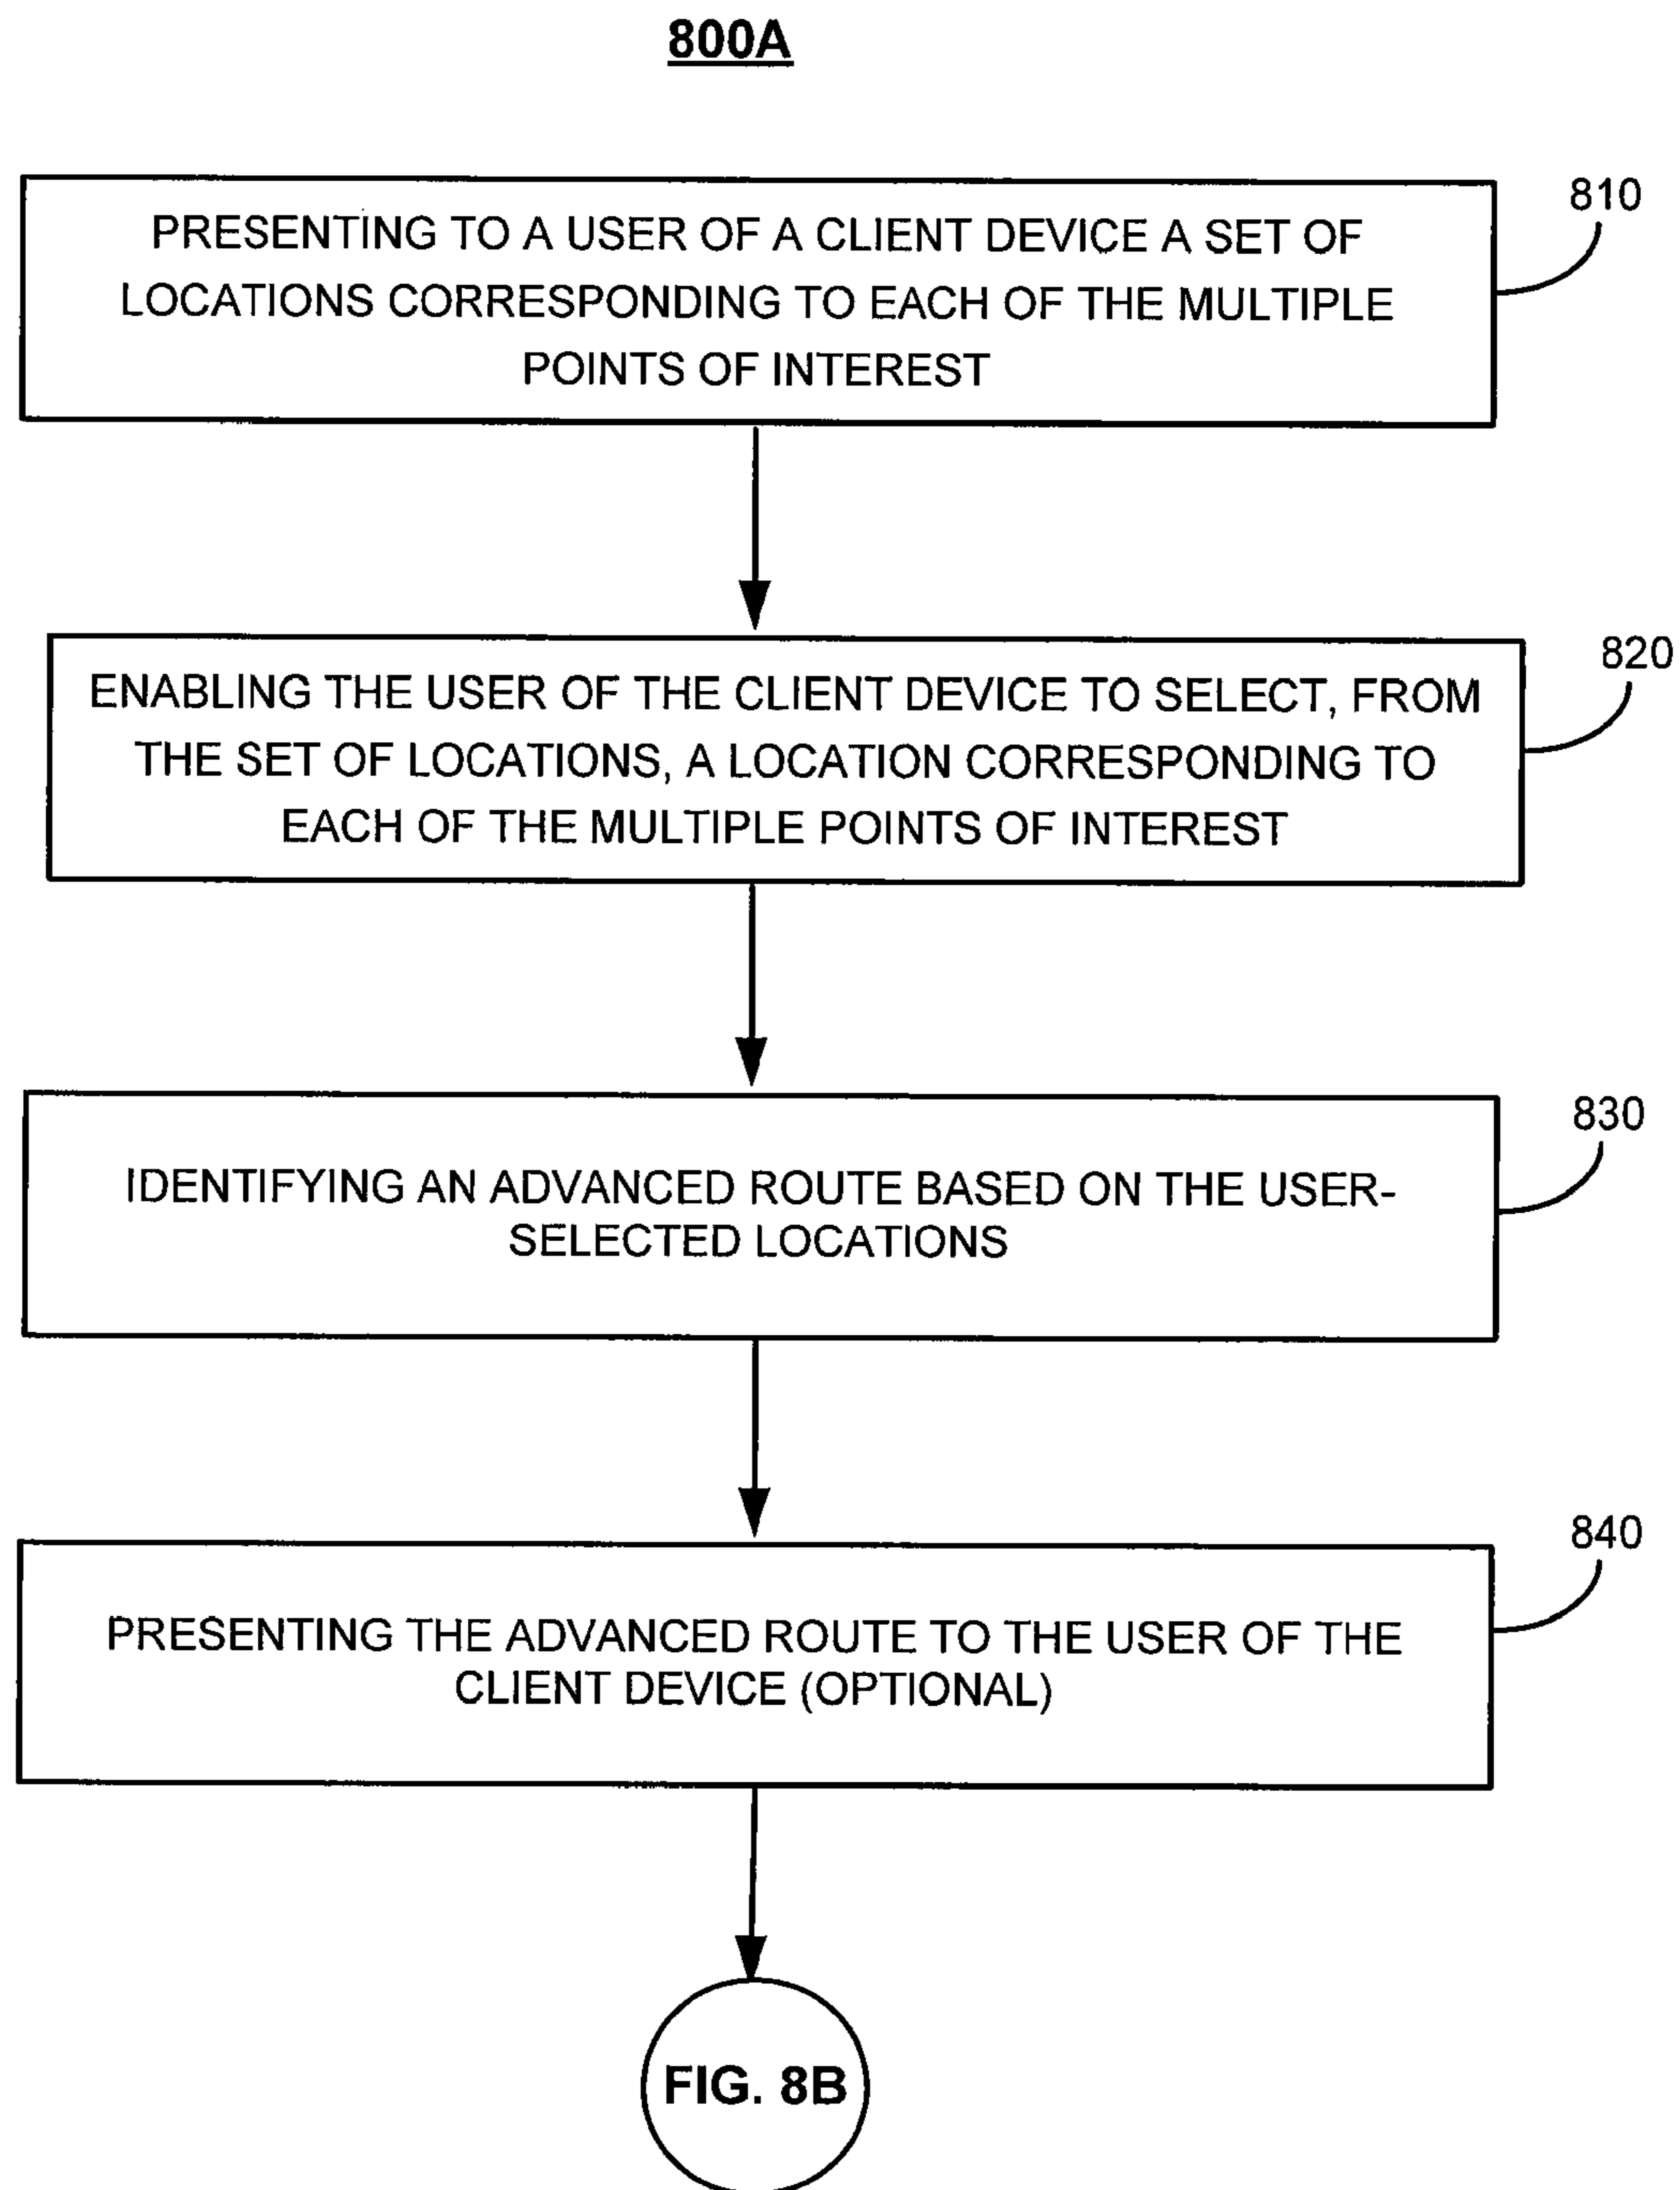 800A
810
PRESENTING TO A USER OF A CLIENT DEVICE A SET OF
LOCATIONS CORRESPONDING TO EACH OF THE MULTIPLE
POINTS OF INTEREST
820
ENABLING THE USER OF THE CLIENT DEVICE TO SELECT, FROM
THE SET OF LOCATIONS, A LOCATION CORRESPONDING TO
EACH OF THE MULTIPLE POINTS OF INTEREST
830
IDENTIFYING AN ADVANCED ROUTE BASED ON THE USER-
SELECTED LOCATIONS
840
PRESENTING THE ADVANCED ROUTE TO THE USER OF THE
CLIENT DEVICE (OPTIONAL)
FIG. 8B